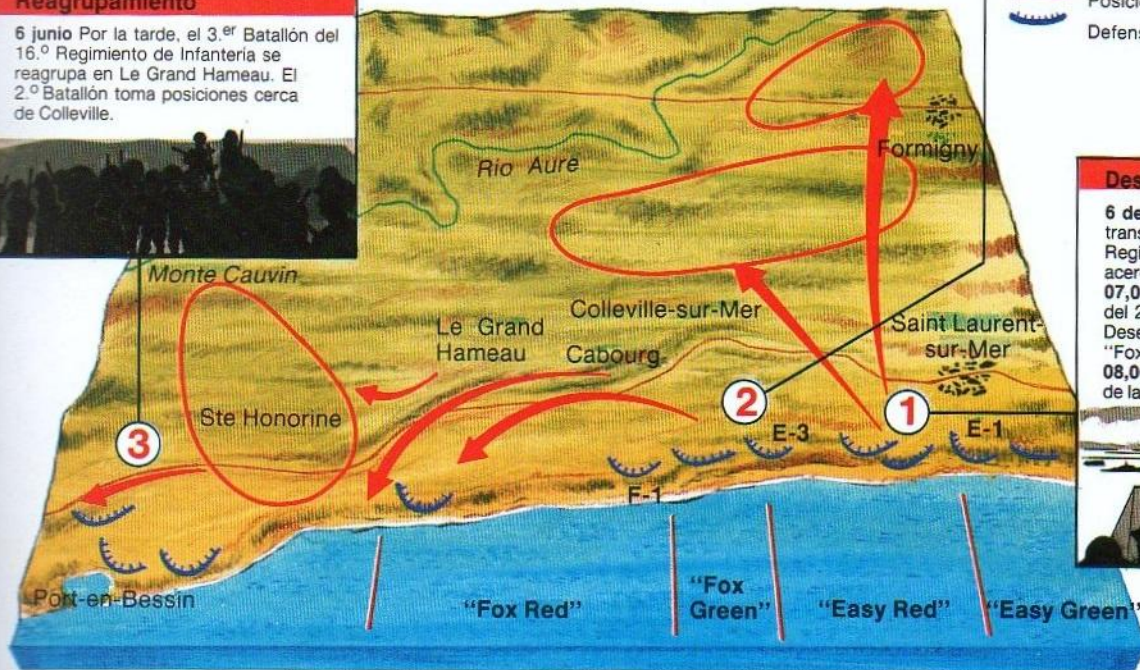 Reagrupamiento
6 junio Por la tarde, el 3.er Batallón del
16.º Regimiento de Infantería se
reagrupa en Le Grand Hameau. El
2.º Batallón toma posiciones cerca
de Colleville.
Defens
Rio Aure
Formigny
Monte Cauvin
Le Grand
Hameau
Colleville-sur-Mer
Cabourg
Saint Laurent-
sur-Mer
Ste Honorine
3
2
1
E-3
E-1
F-1
Port-en-Bessin
"Fox Red"
"Fox
Green"
"Easy Red"
"Easy Green"
Des
6 de
trans
Regi
acer
07,0
del 2
Dese
"Fox
08,0
de la